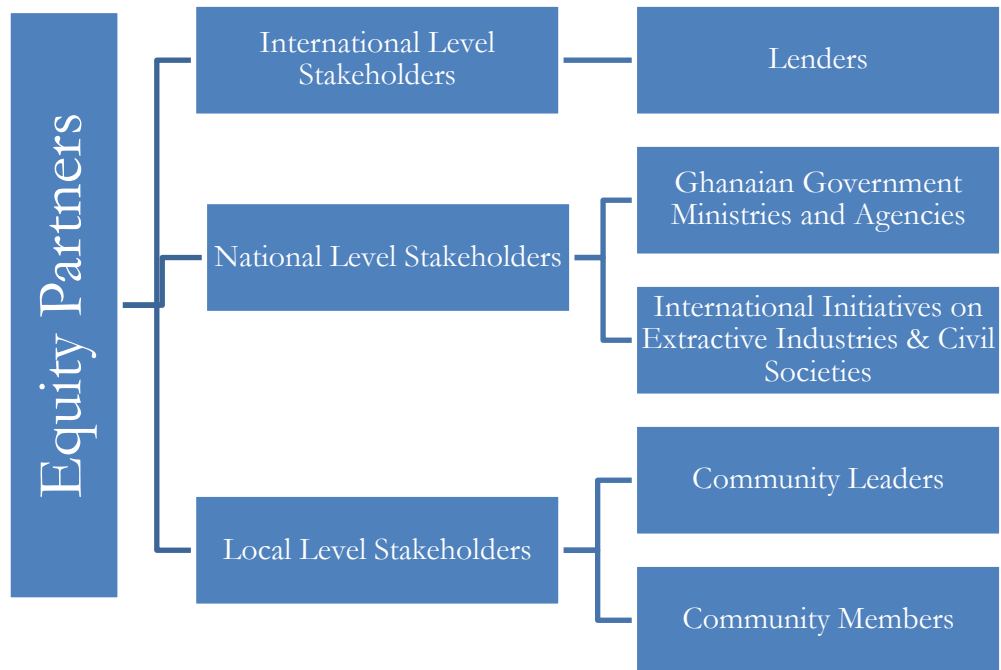 Equity Partners
International Level
Stakeholders
Lenders
National Level Stakeholders
Ghanaian Government
Ministries and Agencies
International Initiatives on
Extractive Industries & Civil
Societies
Local Level Stakeholders
Community Leaders
Community Members